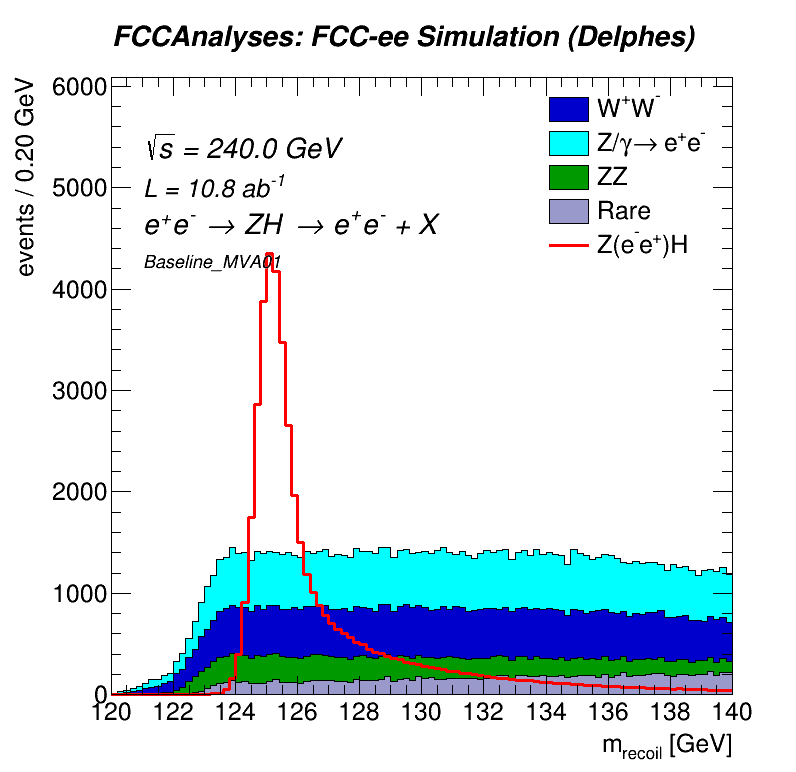 FCCAnalyses: FCC-ee Simulation (Delphes)
events / 0.20 GeV
6000
5000
4000
3000
2000
1000
0
√s = 240.0 GeV
L = 10.8 ab⁻¹
e⁺e⁻ → ZH → e⁺e⁻ + X
Baseline_MVA01
W⁺W⁻
Z/γ→ e⁺e⁻
ZZ
Rare
Z(e⁻e⁺)H
120 122 124 126 128 130 132 134 136 138 140
m_recoil [GeV]